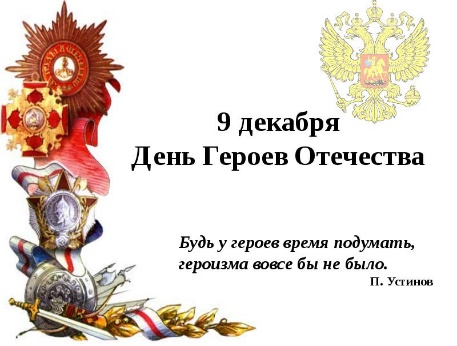 9 декабря
День Героев Отечества
Будь у героев время подумать,
героизма вовсе бы не было.
П. Устинов